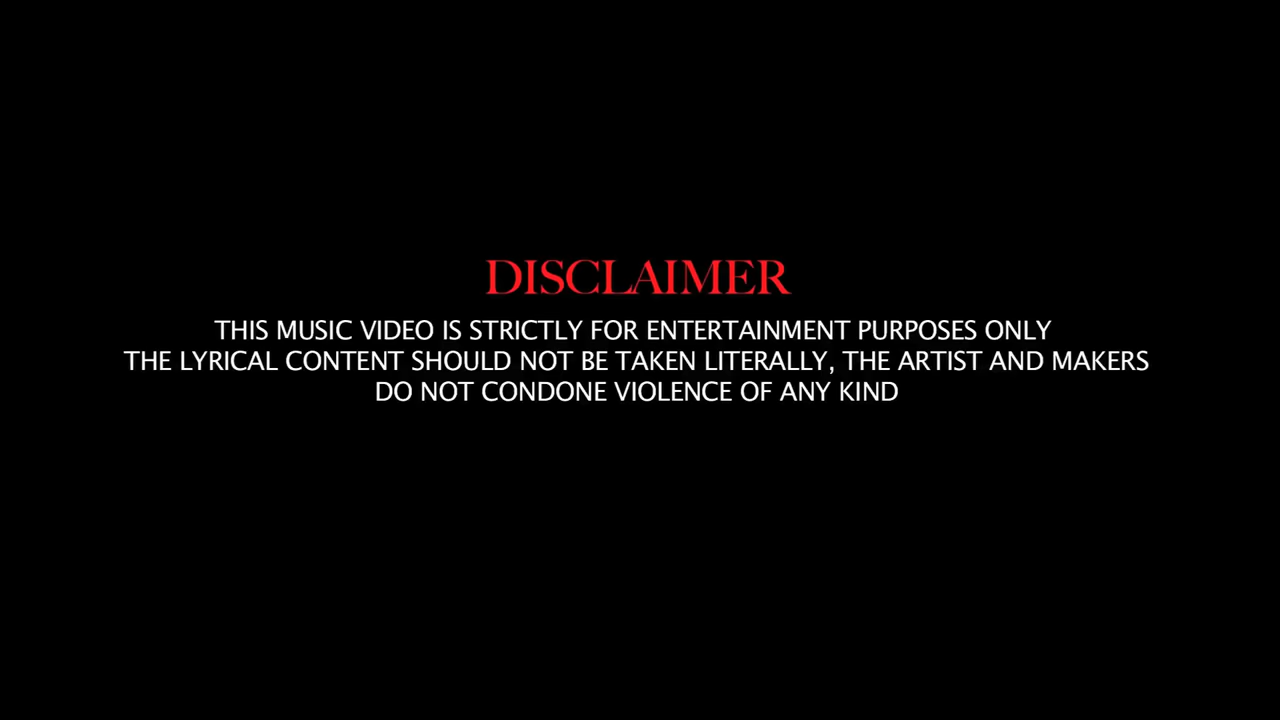 DISCLAIMER
THIS MUSIC VIDEO IS STRICTLY FOR ENTERTAINMENT PURPOSES ONLY
THE LYRICAL CONTENT SHOULD NOT BE TAKEN LITERALLY, THE ARTIST AND MAKERS
DO NOT CONDONE VIOLENCE OF ANY KIND